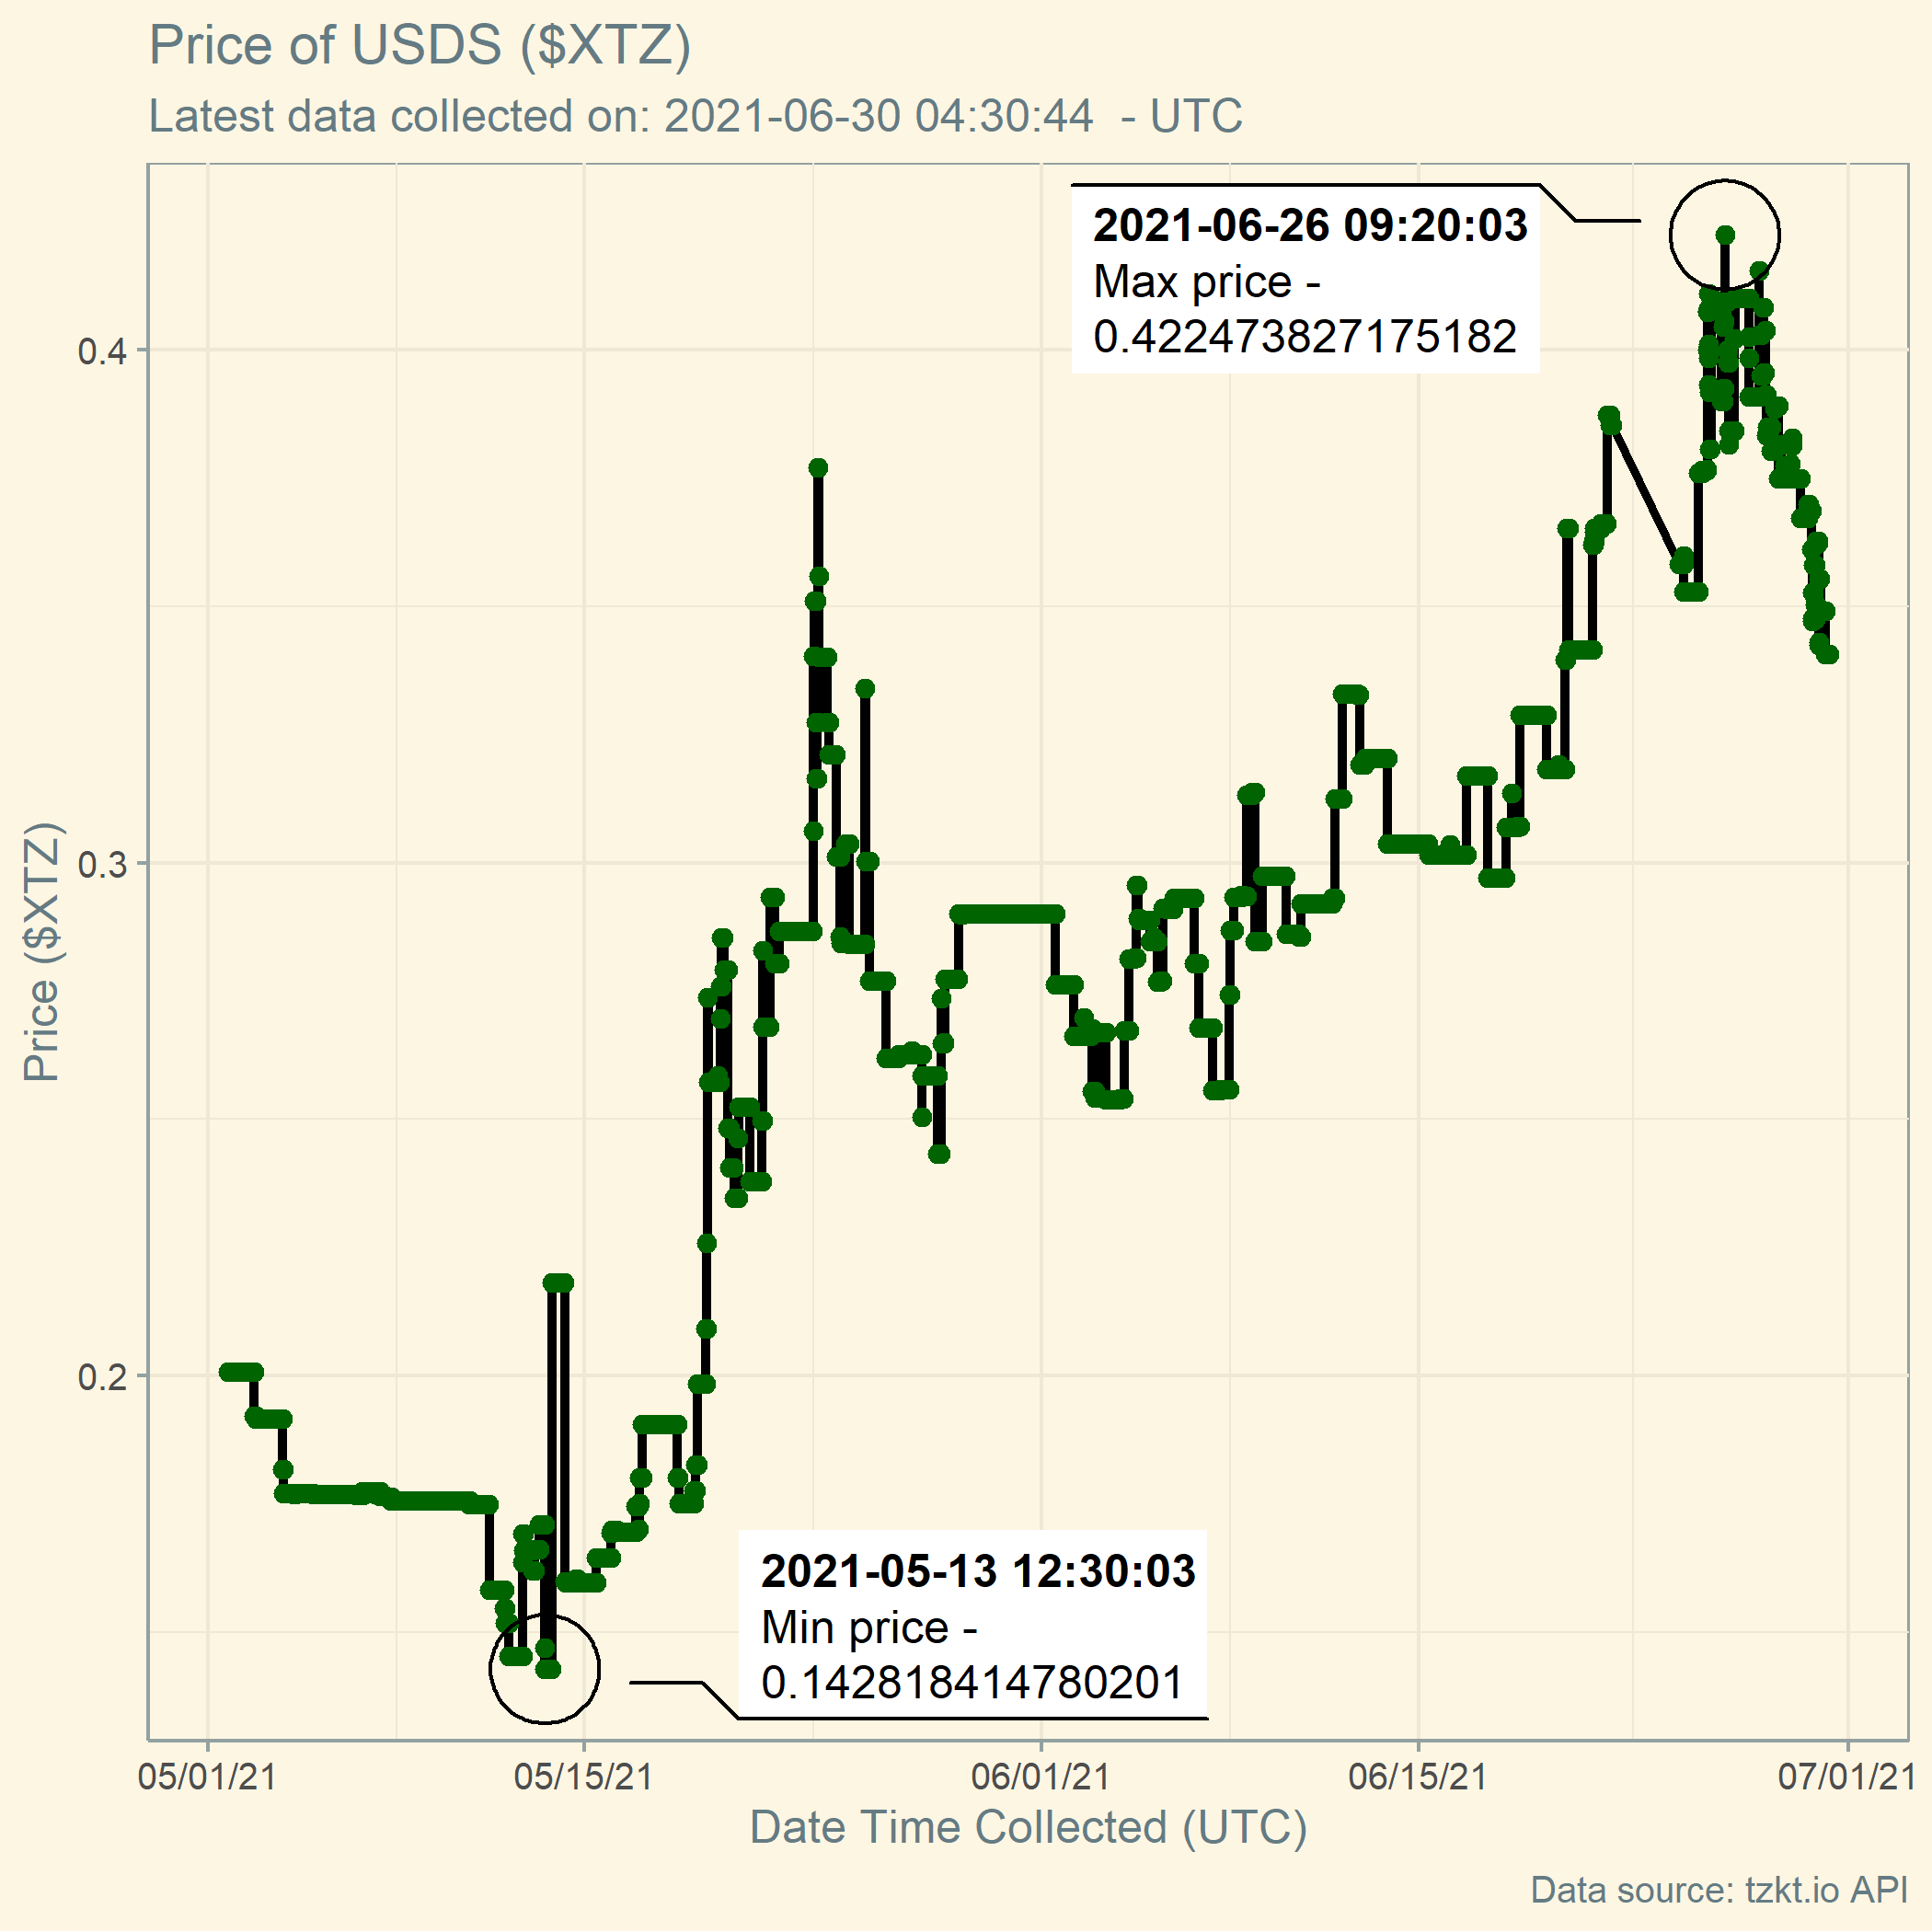 Price of USDS ($XTZ)
Latest data collected on: 2021-06-30 04:30:44  - UTC
2021-06-26 09:20:03
Max price -
0.422473827175182
0.4
0.3
0.2
Price ($XTZ)
2021-05-13 12:30:03
Min price -
0.142818414780201
05/01/21
05/15/21
06/01/21
06/15/21
07/01/21
Date Time Collected (UTC)
Data source: tzkt.io API